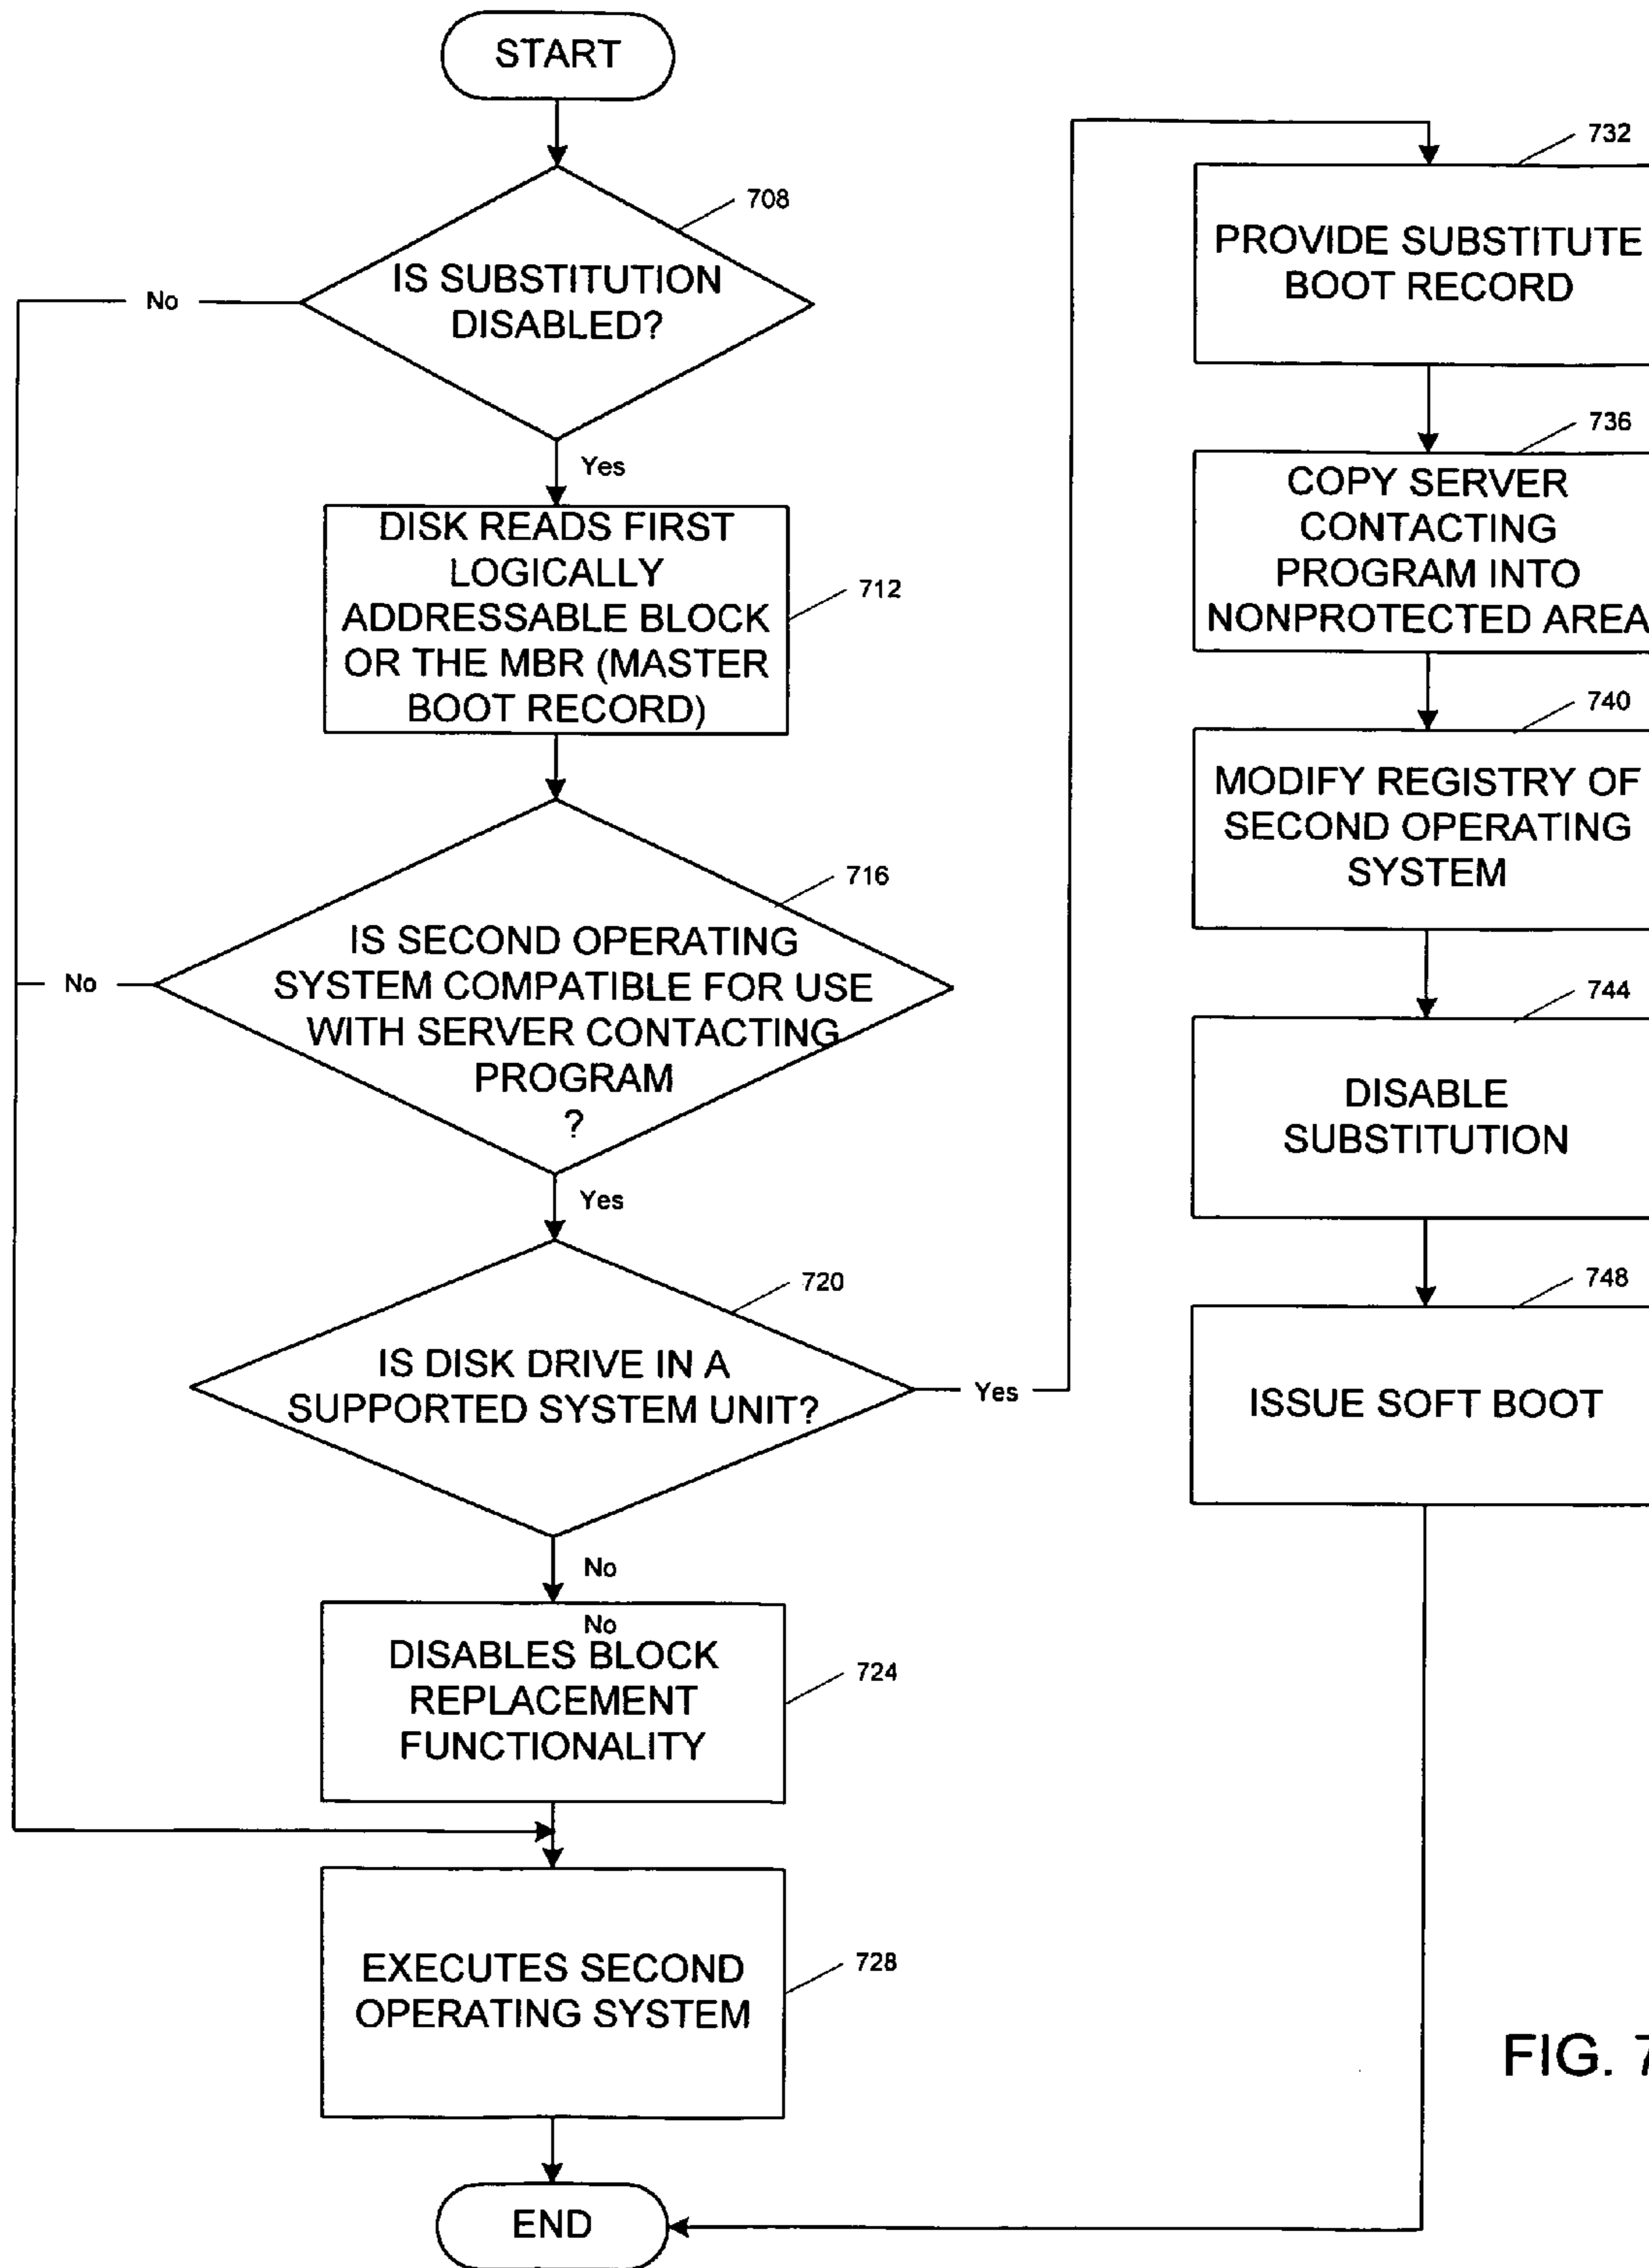 START
708
IS SUBSTITUTION
DISABLED?
No
Yes
DISK READS FIRST
LOGICALLY
ADDRESSABLE BLOCK
OR THE MBR (MASTER
BOOT RECORD)
712
716
IS SECOND OPERATING
SYSTEM COMPATIBLE FOR USE
WITH SERVER CONTACTING
PROGRAM
?
No
Yes
720
IS DISK DRIVE IN A
SUPPORTED SYSTEM UNIT?
Yes
No
No
DISABLES BLOCK
REPLACEMENT
FUNCTIONALITY
724
EXECUTES SECOND
OPERATING SYSTEM
728
END
732
PROVIDE SUBSTITUTE
BOOT RECORD
736
COPY SERVER
CONTACTING
PROGRAM INTO
NONPROTECTED AREA
740
MODIFY REGISTRY OF
SECOND OPERATING
SYSTEM
744
DISABLE
SUBSTITUTION
748
ISSUE SOFT BOOT
FIG. 7